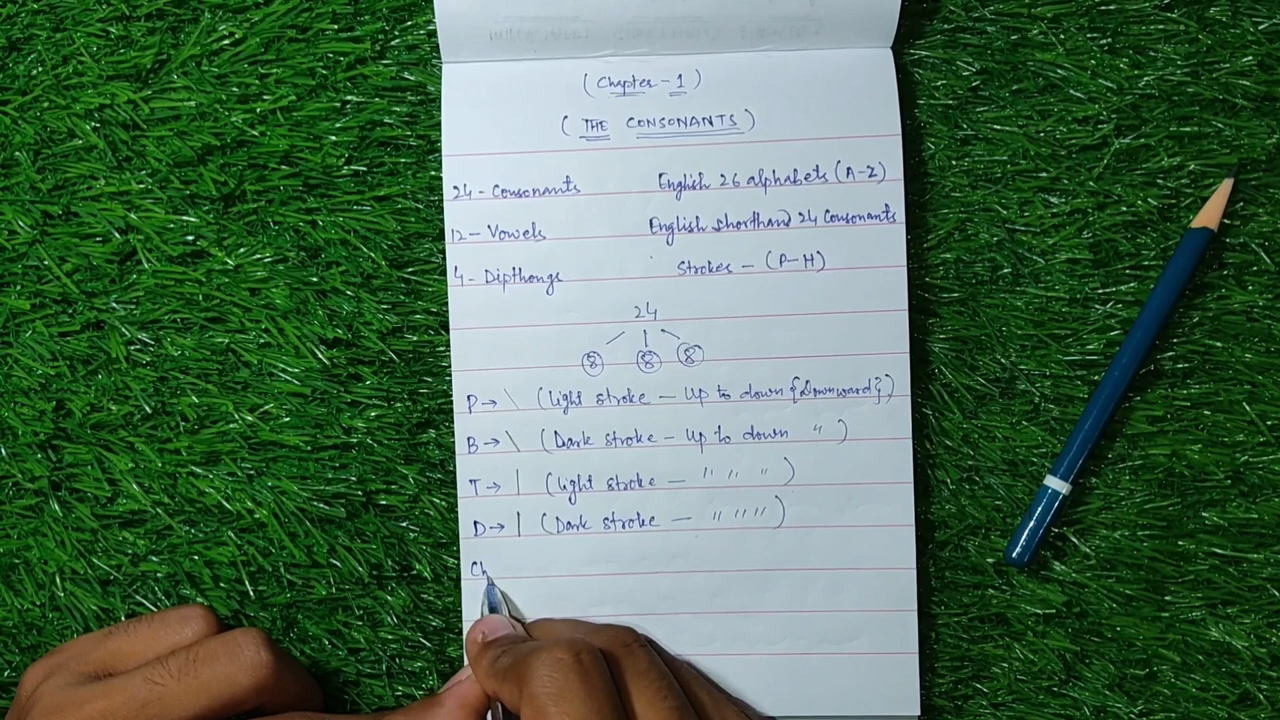 ( Chapter - 1 )
( THE CONSONANTS )
24 - Consonants English 26 alphabets (A-Z)
12 - Vowels English shorthand 24 Consonants
4 - Dipthongs Strokes - (P-H)
24
8 8 8
P → \ (light stroke - Up to down {Downward})
B → \ (Dark stroke - Up to down " )
T → | (light stroke - " " " )
D → | (Dark stroke - " " " )
Ch